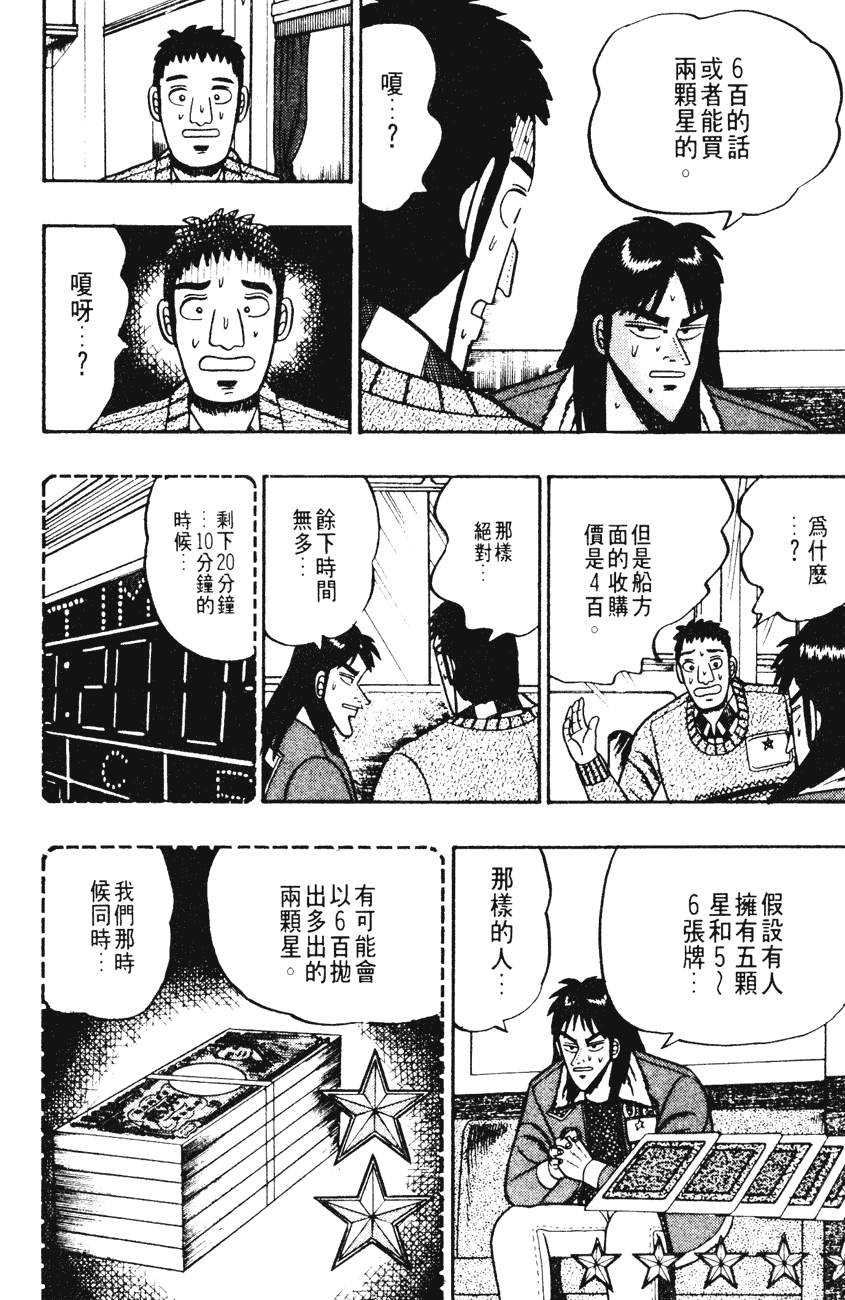 6百的話
或者能買
兩顆星的。
嗄…?
嗄呀…?
為什麼
…?
但是船方
面的收購
價是4百。
那樣
絕對…
餘下時間
無多…
剩下20分鐘
…10分鐘的
時候…
假設有人
擁有五顆
星和5~
6張牌…
那樣的人…
有可能會
以6百拋
出多出的
兩顆星。
我們那時
候同時…